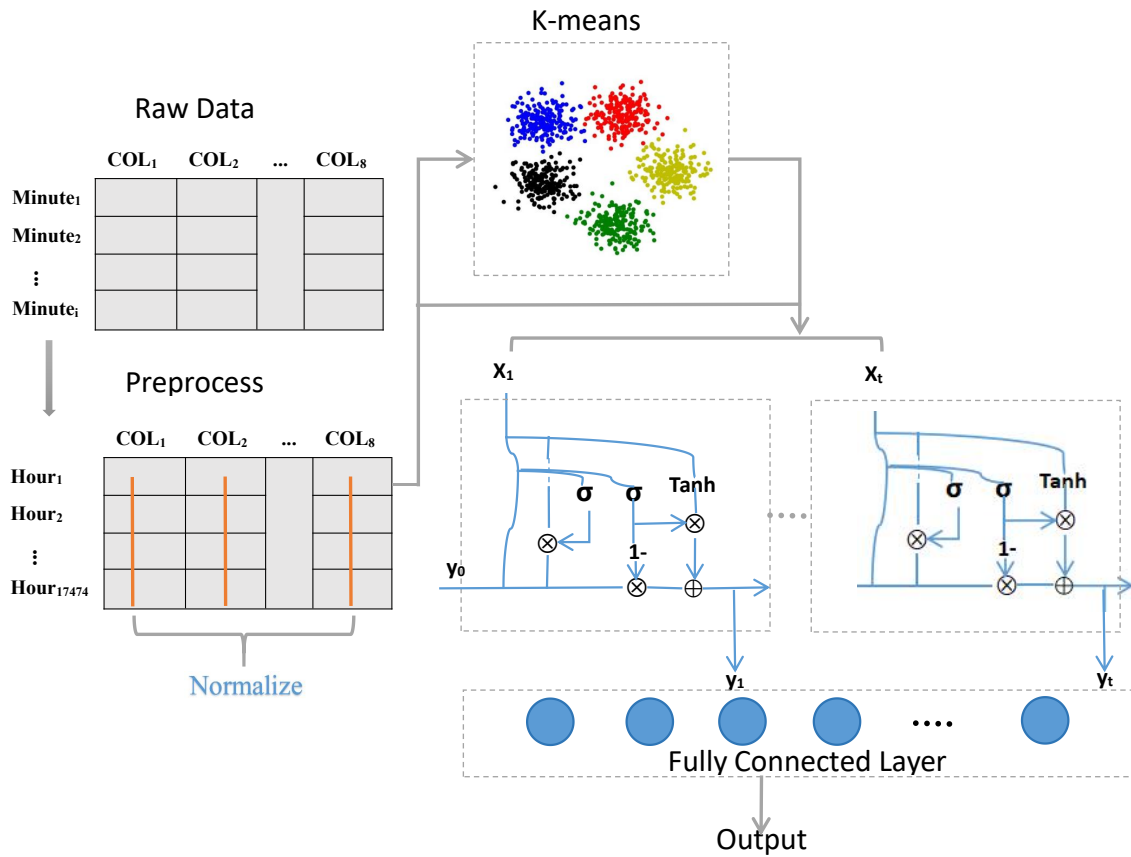 K-means
Raw Data
COL₁ COL₂ ... COL₈
Minute₁
Minute₂
⋮
Minuteᵢ
Preprocess
COL₁ COL₂ ... COL₈
Hour₁
Hour₂
⋮
Hour₁₇₄₇₄
Normalize
X₁ Xₜ
σ σ Tanh
1-
y₀
y₁
.....
σ σ Tanh
1-
yₜ
....
Fully Connected Layer
Output